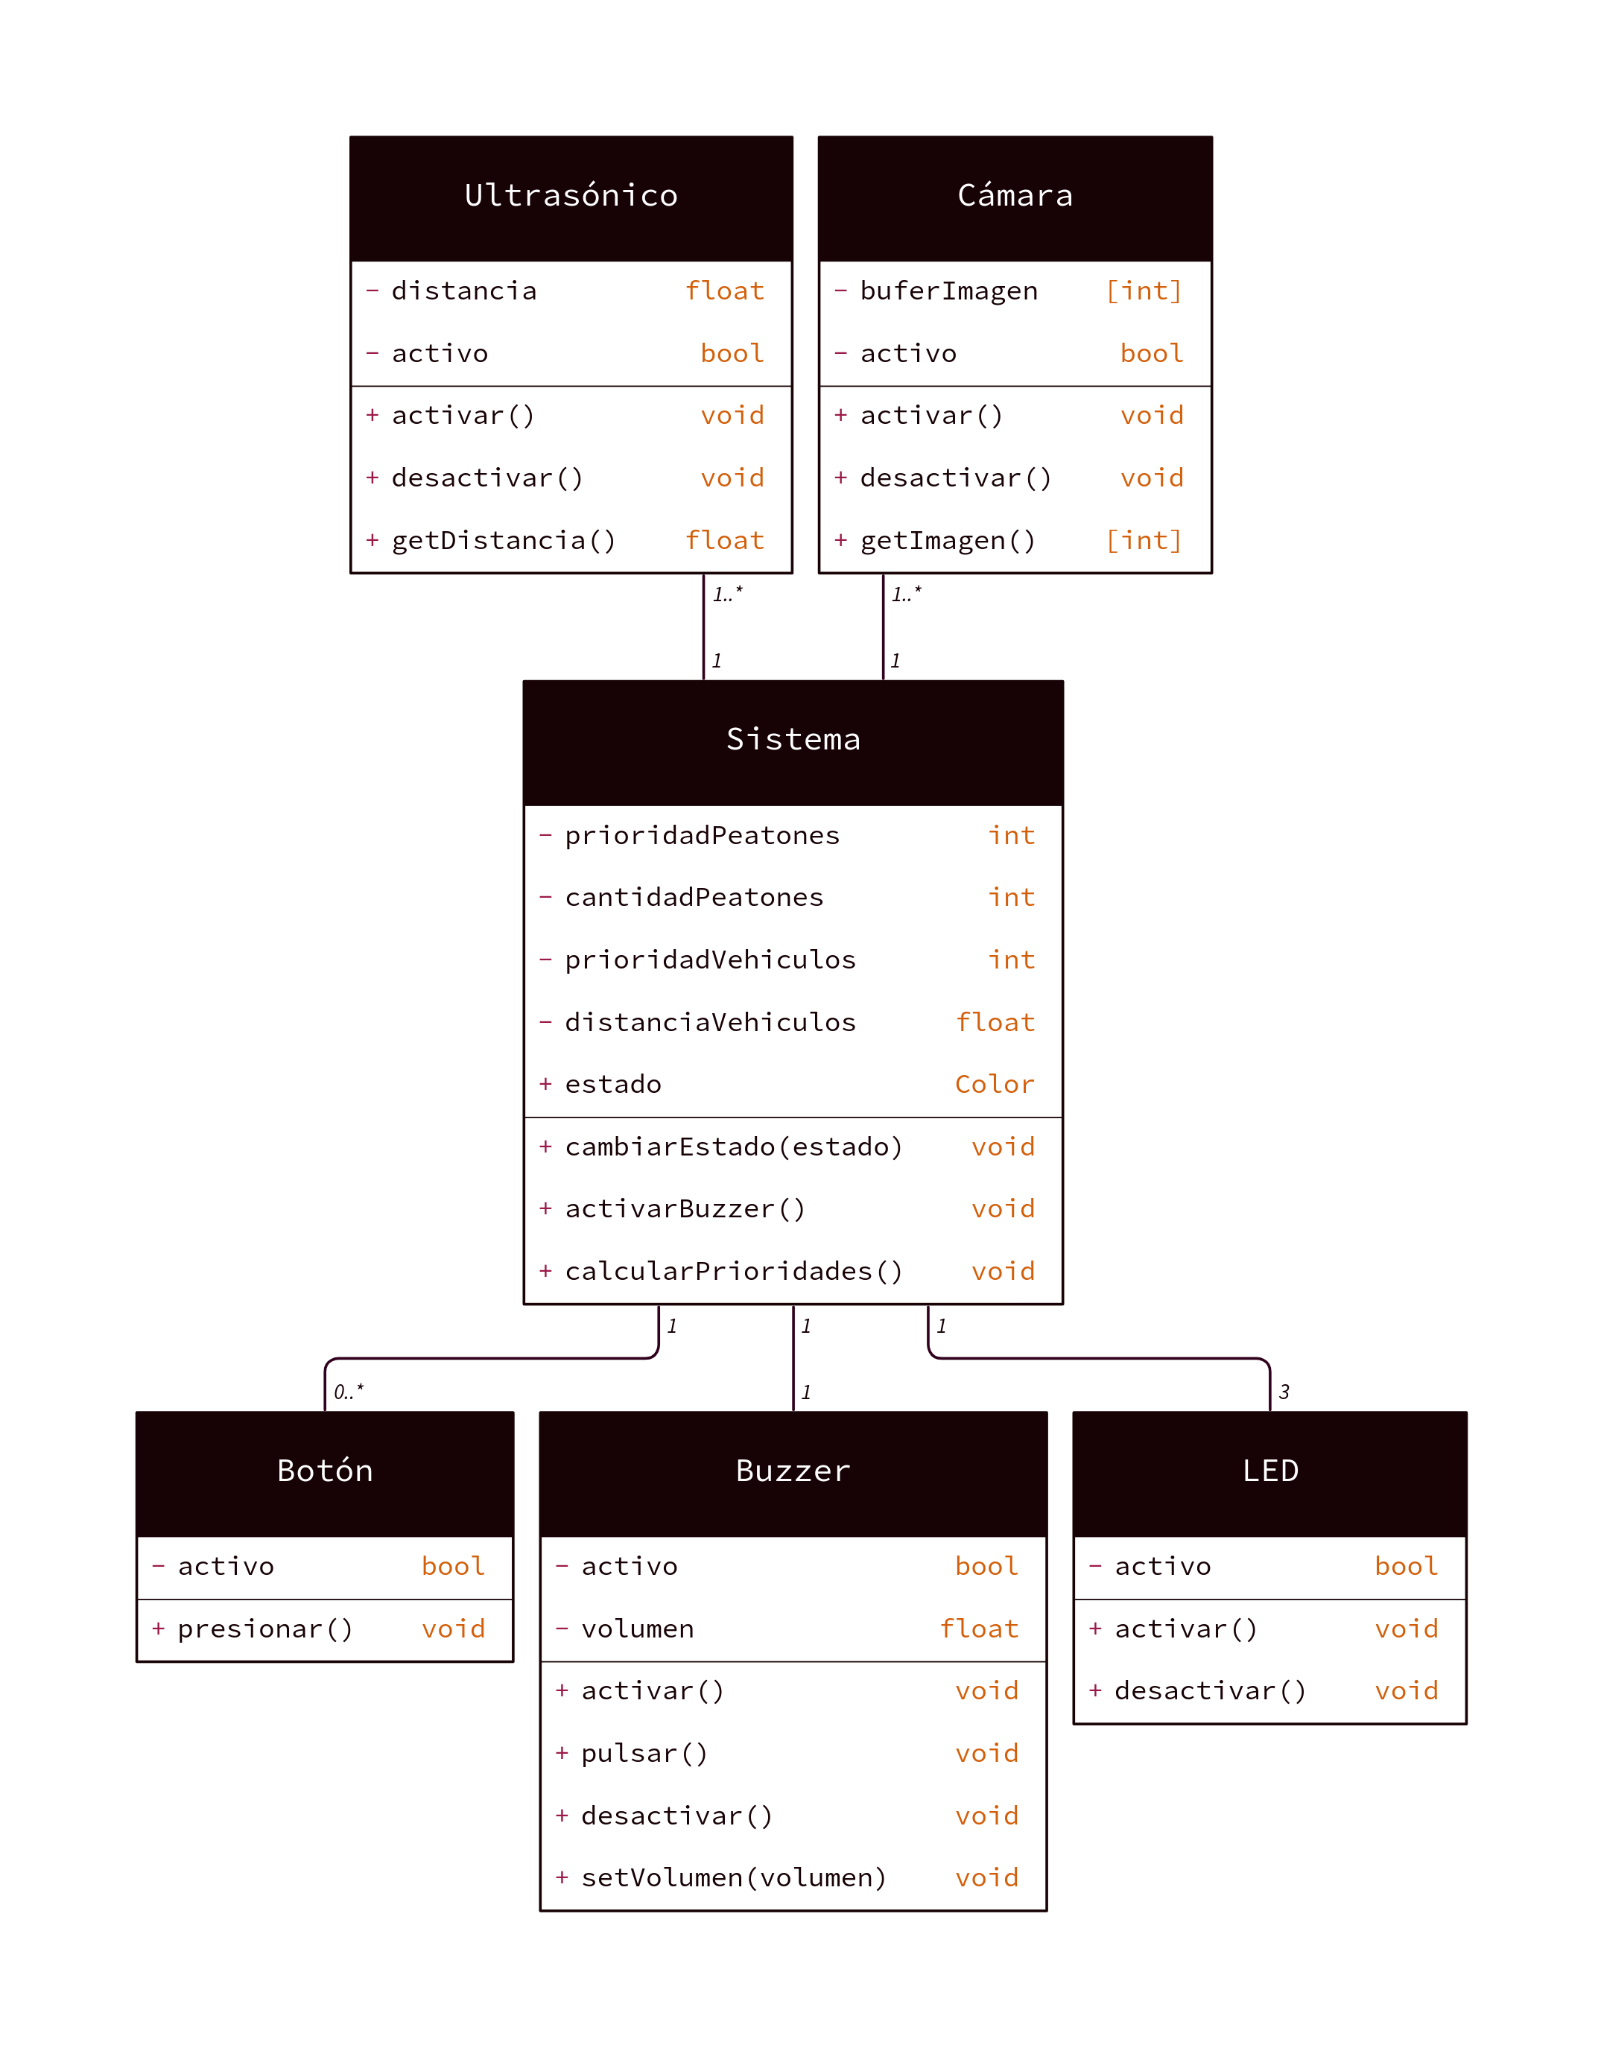 Ultrasónico
- distancia float
- activo bool
+ activar() void
+ desactivar() void
+ getDistancia() float
Cámara
- buferImagen [int]
- activo bool
+ activar() void
+ desactivar() void
+ getImagen() [int]
1..*
1..*
1
1
Sistema
- prioridadPeatones int
- cantidadPeatones int
- prioridadVehiculos int
- distanciaVehiculos float
+ estado Color
+ cambiarEstado(estado) void
+ activarBuzzer() void
+ calcularPrioridades() void
1
1
1
0..*
1
3
Botón
- activo bool
+ presionar() void
Buzzer
- activo bool
- volumen float
+ activar() void
+ pulsar() void
+ desactivar() void
+ setVolumen(volumen) void
LED
- activo bool
+ activar() void
+ desactivar() void